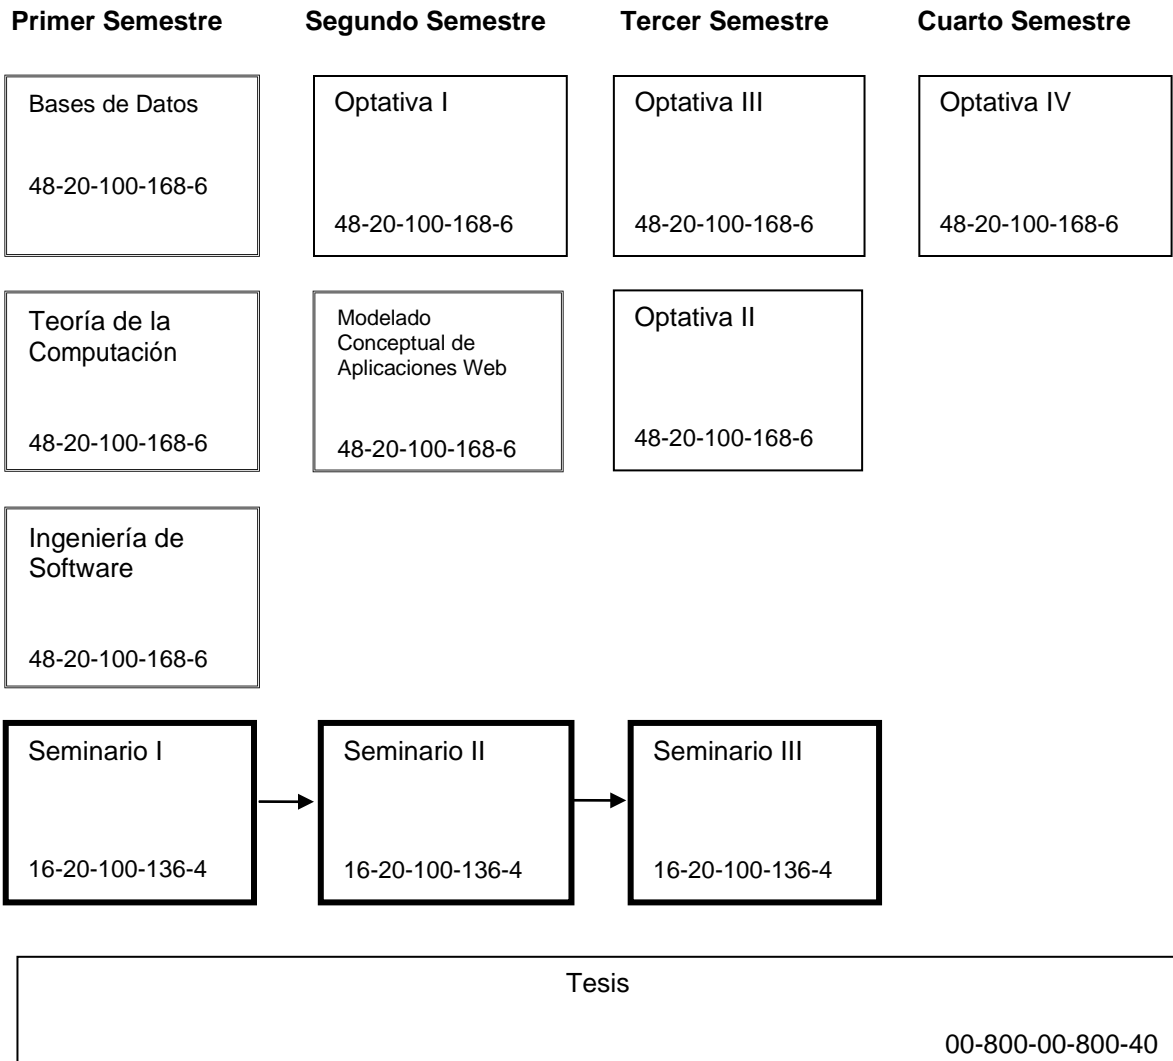 Primer Semestre
Segundo Semestre
Tercer Semestre
Cuarto Semestre
Bases de Datos
48-20-100-168-6
Optativa I
48-20-100-168-6
Optativa III
48-20-100-168-6
Optativa IV
48-20-100-168-6
Teoría de la
Computación
48-20-100-168-6
Modelado
Conceptual de
Aplicaciones Web
48-20-100-168-6
Optativa II
48-20-100-168-6
Ingeniería de
Software
48-20-100-168-6
Seminario I
16-20-100-136-4
Seminario II
16-20-100-136-4
Seminario III
16-20-100-136-4
Tesis
00-800-00-800-40